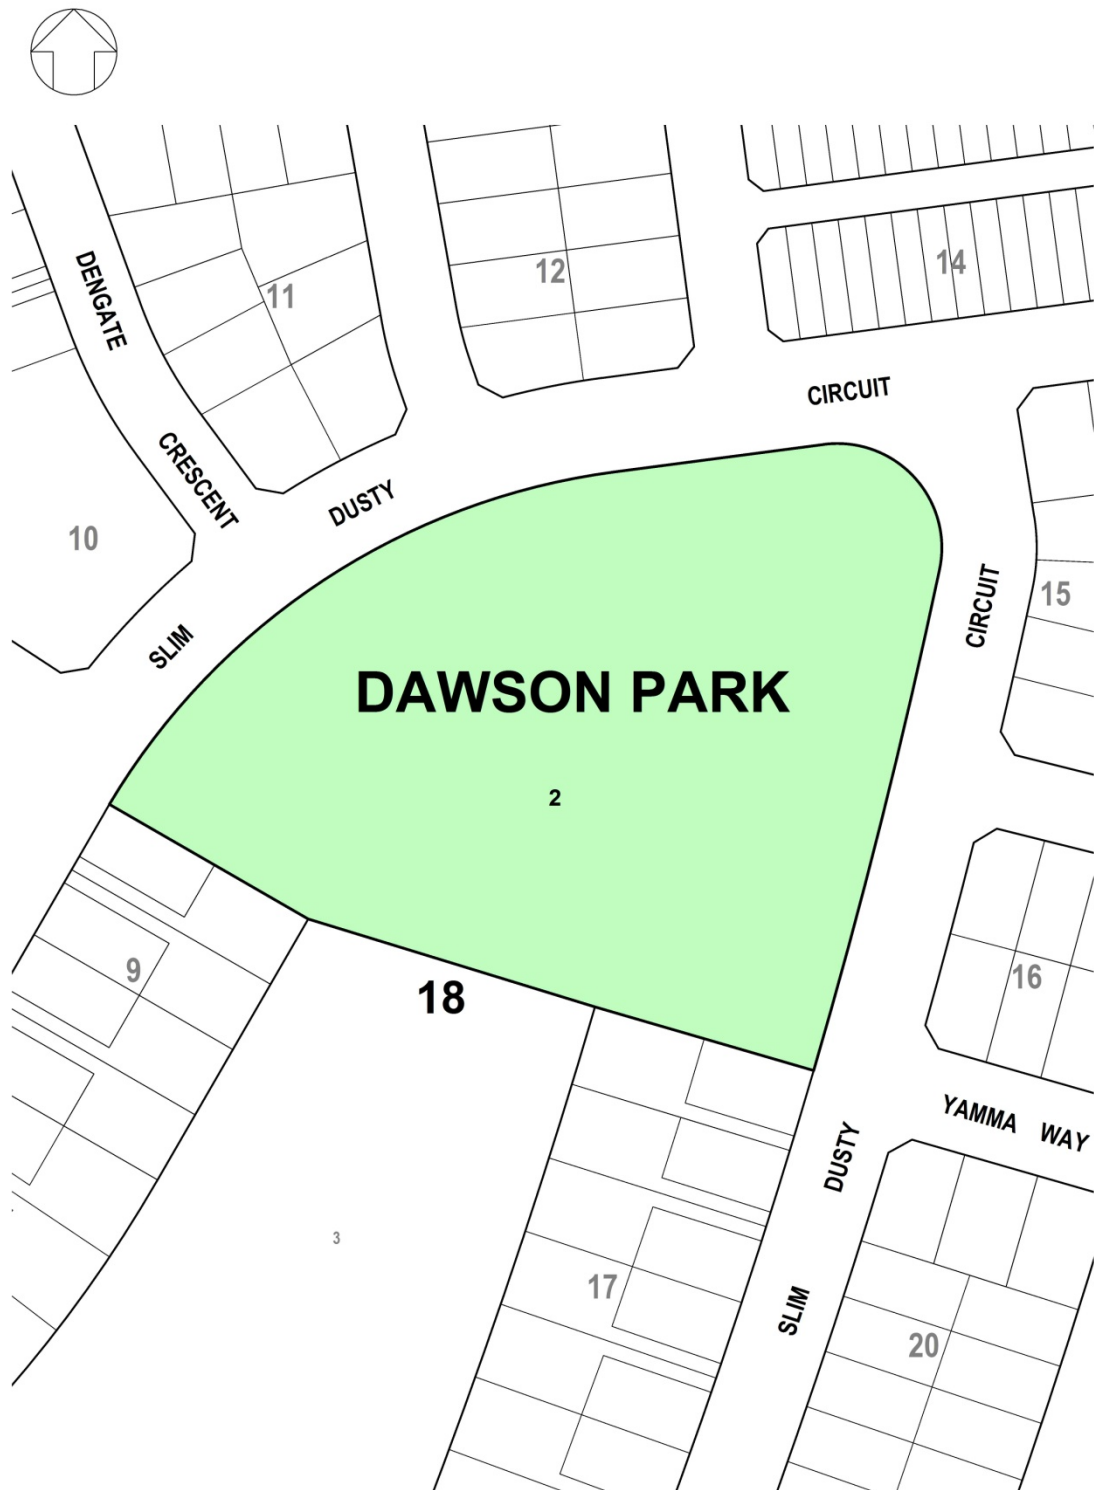 14
12
11
DENGATE
CIRCUIT
CRESCENT
DUSTY
10
CIRCUIT
15
SLIM
DAWSON PARK
2
9
18
16
YAMMA WAY
DUSTY
3
17
SLIM
20